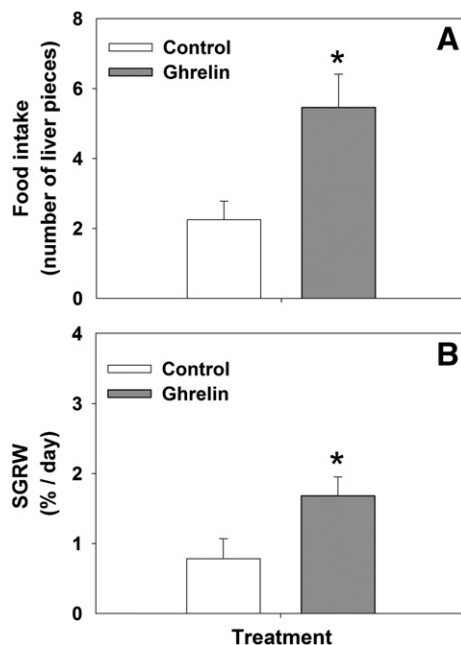 8
6
4
2
0
Food intake
(number of liver pieces)
Control
Ghrelin
A
*
4
3
2
1
0
SGRW
(% / day)
Control
Ghrelin
B
*
Treatment